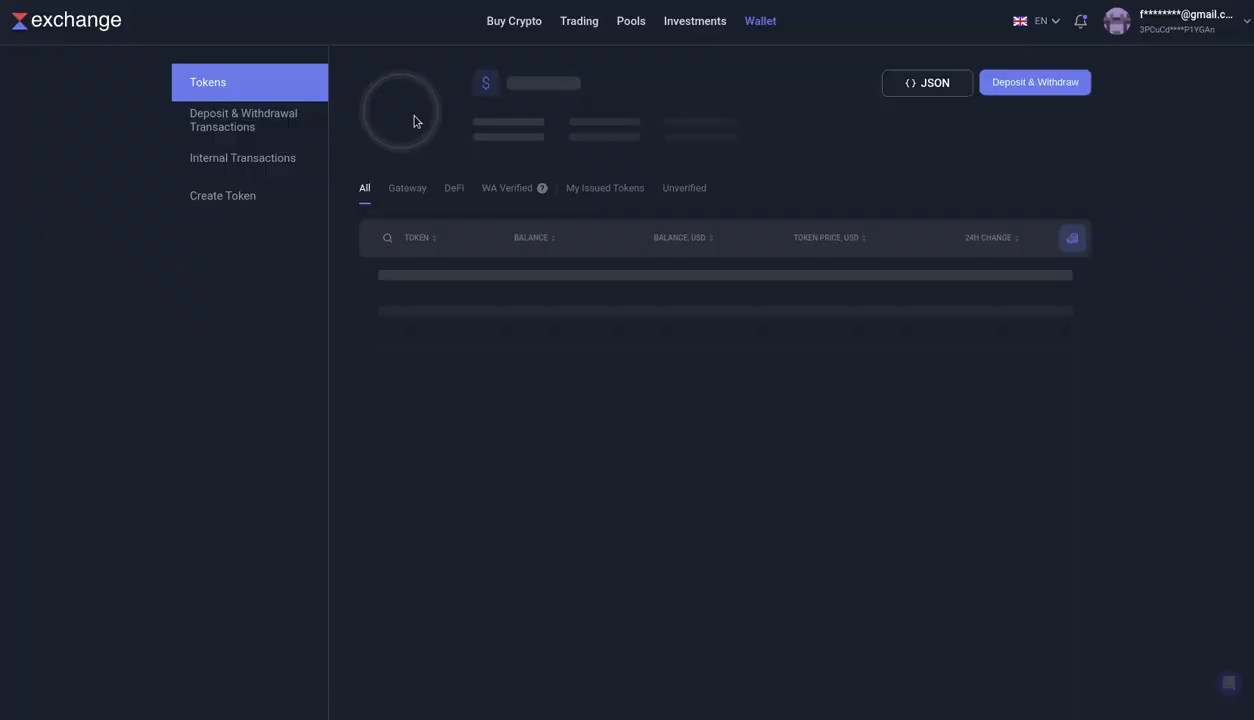 exchange
Buy Crypto Trading Pools Investments Wallet
EN
f********@gmail.c...
3PCuCd****P1YGAn
Tokens
Deposit & Withdrawal
Transactions
Internal Transactions
Create Token
$
{} JSON
Deposit & Withdraw
All Gateway DeFi WA Verified ? My Issued Tokens Unverified
TOKEN BALANCE BALANCE, USD TOKEN PRICE, USD 24H CHANGE